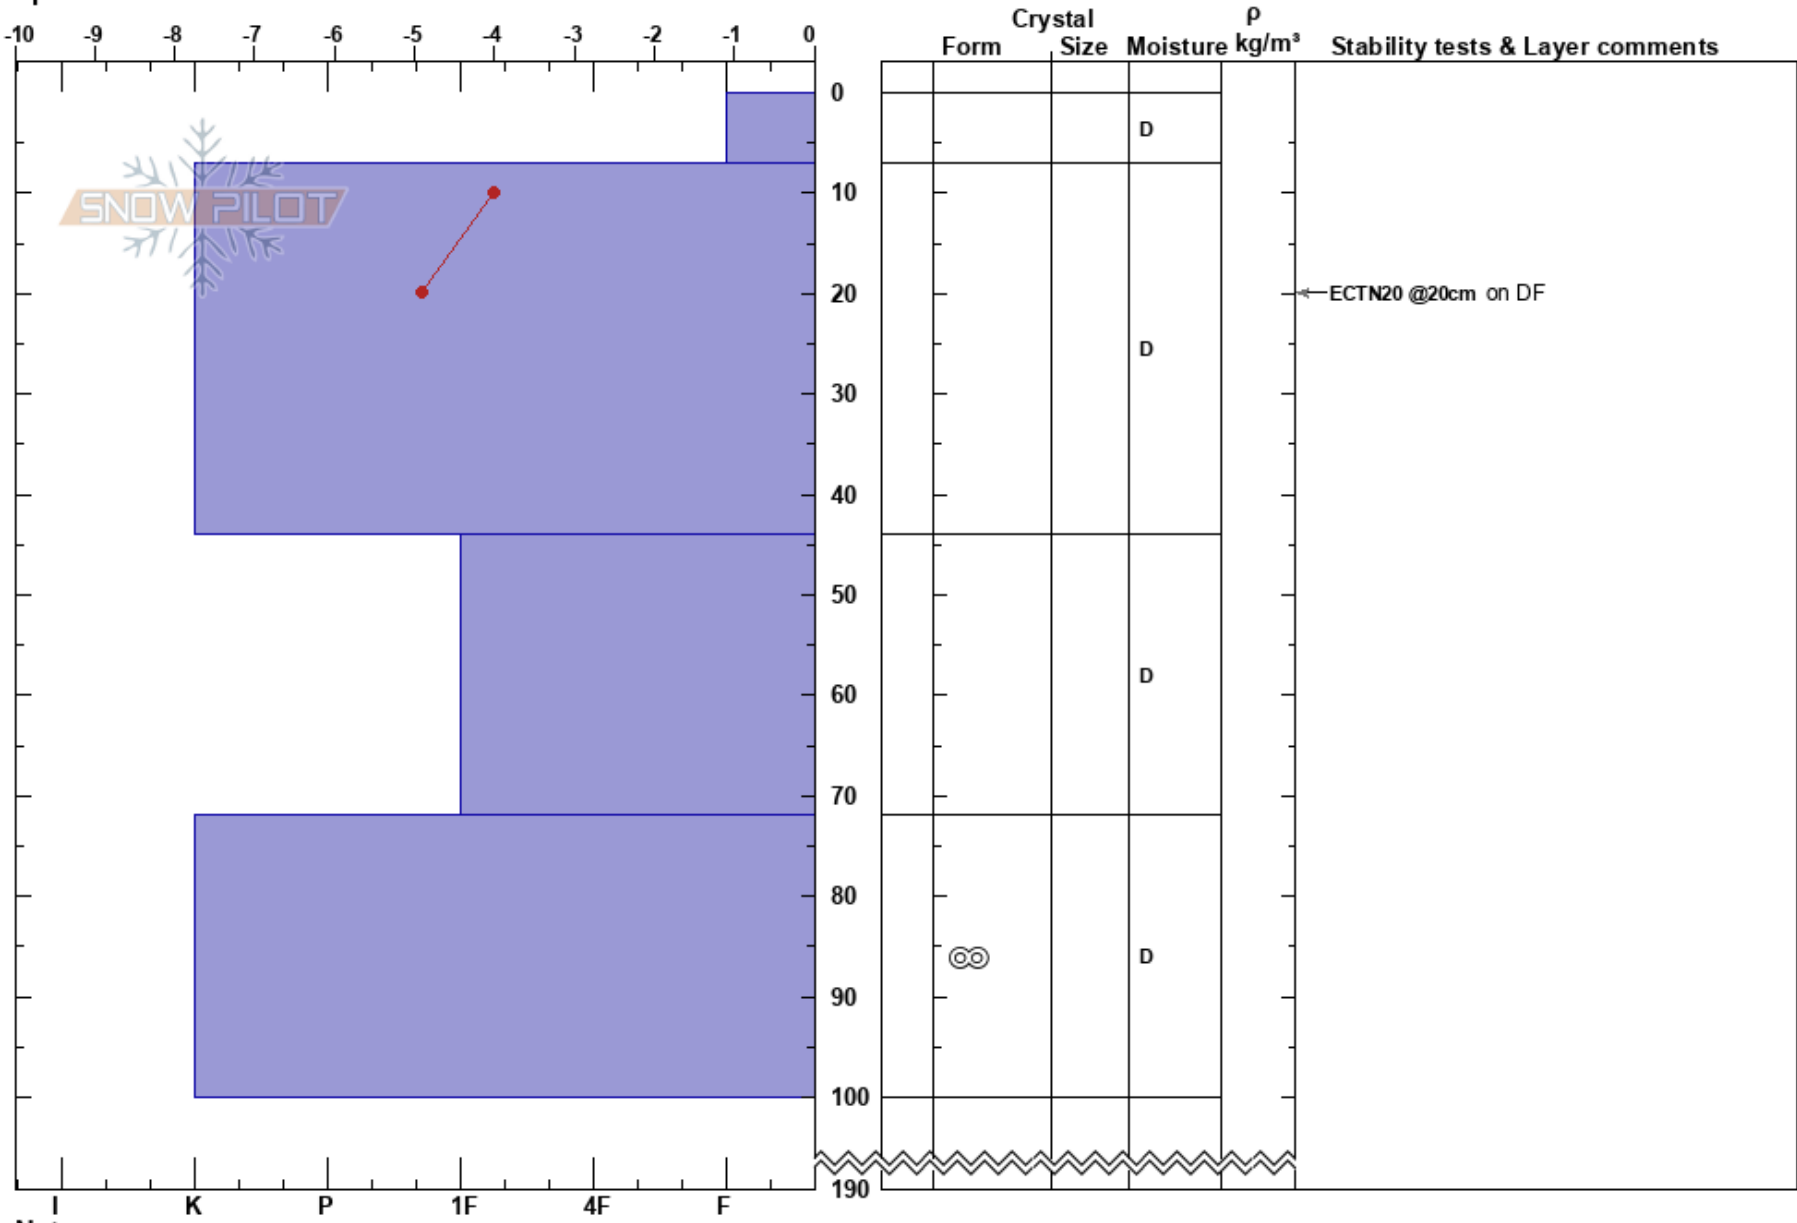 Crystal ρ
-10 -9 -8 -7 -6 -5 -4 -3 -2 -1 0
Form Size Moisture kg/m³ Stability tests & Layer comments
0
D
SNOW PILOT
10
20
ECTN20 @20cm on DF
D
30
40
50
D
60
70
80
D
90
100
190
I K P 1F 4F F